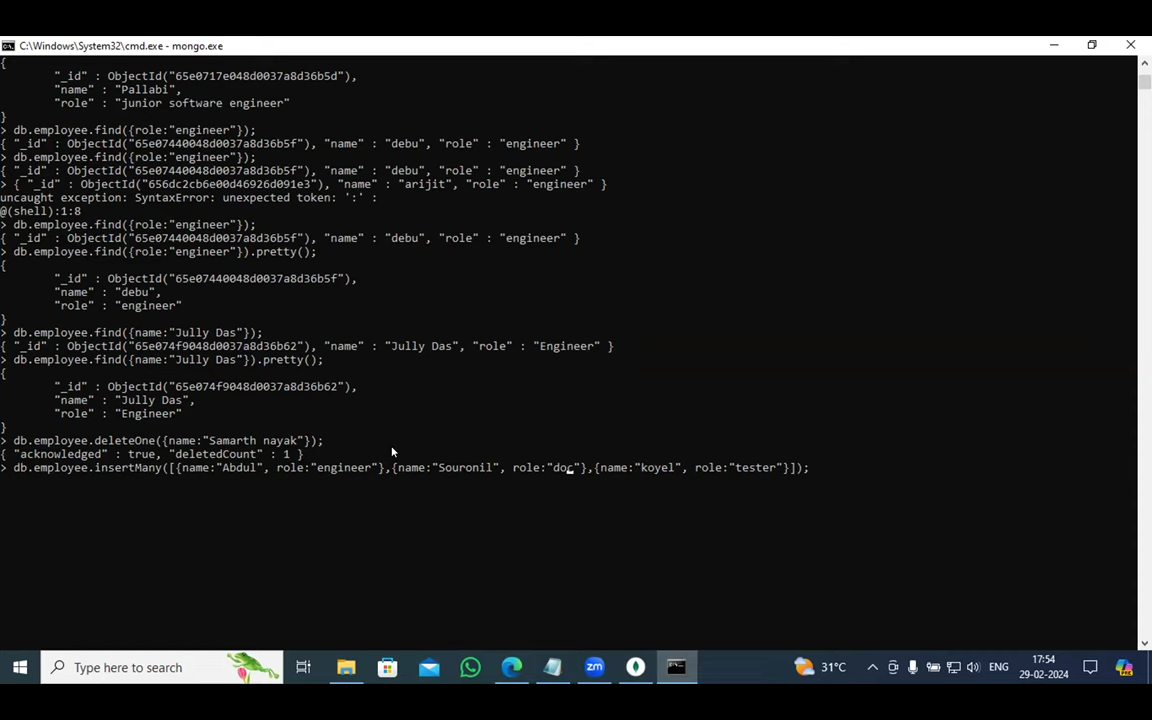 C:\Windows\System32\cmd.exe - mongo.exe
{
"_id" : ObjectId("65e0717e048d0037a8d36b5d"),
"name" : "Pallabi",
"role" : "junior software engineer"
}
> db.employee.find({role:"engineer"});
{ "_id" : ObjectId("65e07440048d0037a8d36b5f"), "name" : "debu", "role" : "engineer" }
> db.employee.find({role:"engineer"});
{ "_id" : ObjectId("65e07440048d0037a8d36b5f"), "name" : "debu", "role" : "engineer" }
> { "_id" : ObjectId("656dc2cb6e00d46926d091e3"), "name" : "arijit", "role" : "engineer" }
uncaught exception: SyntaxError: unexpected token: ':' :
@(shell):1:8
> db.employee.find({role:"engineer"});
{ "_id" : ObjectId("65e07440048d0037a8d36b5f"), "name" : "debu", "role" : "engineer" }
> db.employee.find({role:"engineer"}).pretty();
{
"_id" : ObjectId("65e07440048d0037a8d36b5f"),
"name" : "debu",
"role" : "engineer"
}
> db.employee.find({name:"Jully Das"});
{ "_id" : ObjectId("65e074f9048d0037a8d36b62"), "name" : "Jully Das", "role" : "Engineer" }
> db.employee.find({name:"Jully Das"}).pretty();
{
"_id" : ObjectId("65e074f9048d0037a8d36b62"),
"name" : "Jully Das",
"role" : "Engineer"
}
> db.employee.deleteOne({name:"Samarth nayak"});
{ "acknowledged" : true, "deletedCount" : 1 }
> db.employee.insertMany([{name:"Abdul", role:"engineer"},{name:"Souronil", role:"doc"},{name:"koyel", role:"tester"}]);
Type here to search
zm
31°C
ENG
17:54
29-02-2024